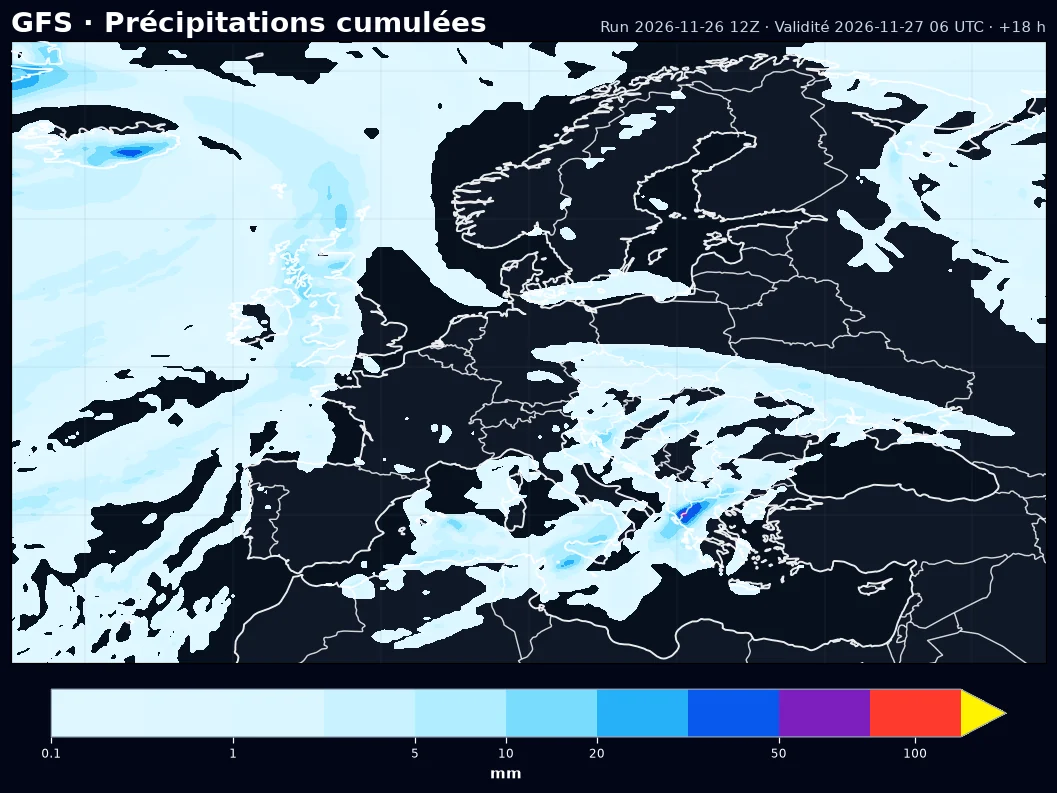 GFS · Précipitations cumulées
Run 2026-11-26 12Z · Validité 2026-11-27 06 UTC · +18 h
0.1 1 5 10 20 50 100
mm